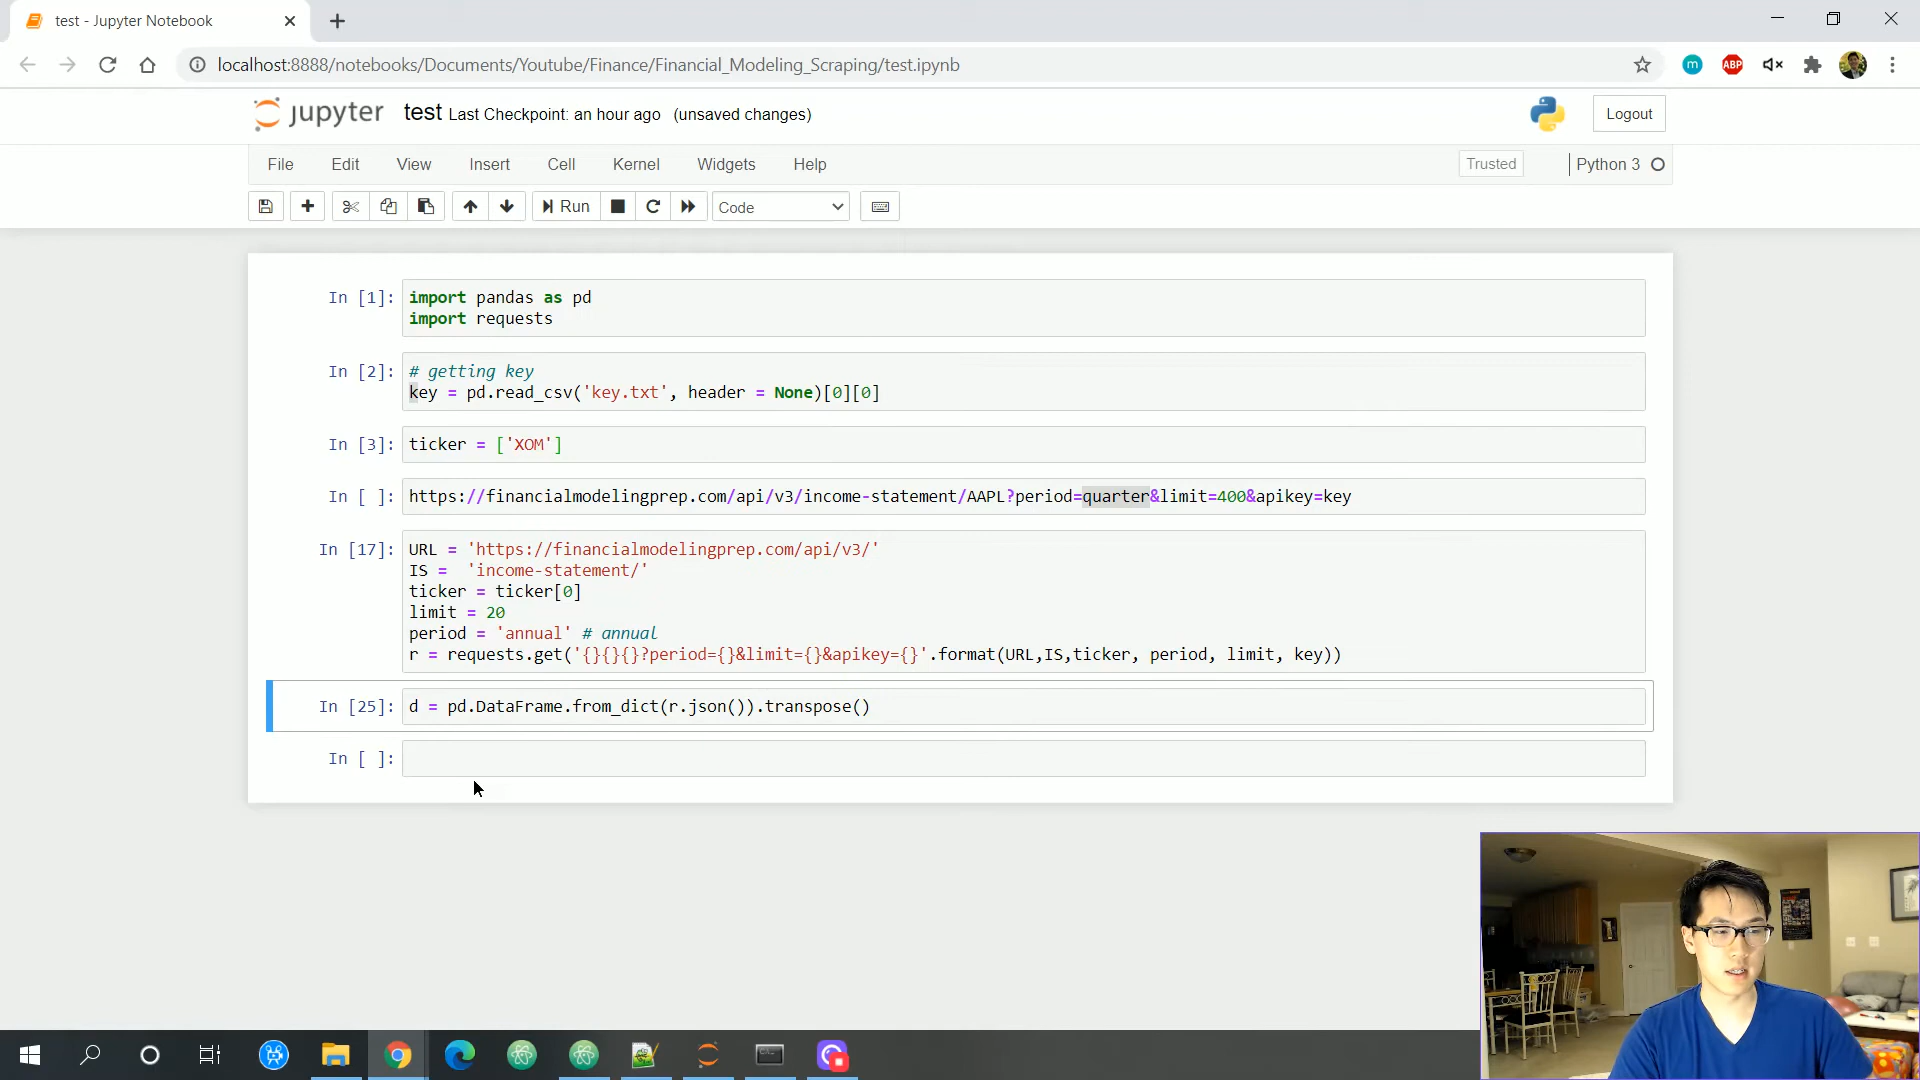 test - Jupyter Notebook
localhost:8888/notebooks/Documents/Youtube/Finance/Financial_Modeling_Scraping/test.ipynb
m
ABP
jupyter test Last Checkpoint: an hour ago (unsaved changes)
Logout
File Edit View Insert Cell Kernel Widgets Help
Trusted
Python 3
Run
Code
In [1]: import pandas as pd
import requests
In [2]: # getting key
key = pd.read_csv('key.txt', header = None)[0][0]
In [3]: ticker = ['XOM']
In [ ]: https://financialmodelingprep.com/api/v3/income-statement/AAPL?period=quarter&limit=400&apikey=key
In [17]: URL = 'https://financialmodelingprep.com/api/v3/'
IS =  'income-statement/'
ticker = ticker[0]
limit = 20
period = 'annual' # annual
r = requests.get('{}{}{}?period={}&limit={}&apikey={}'.format(URL,IS,ticker, period, limit, key))
In [25]: d = pd.DataFrame.from_dict(r.json()).transpose()
In [ ]: